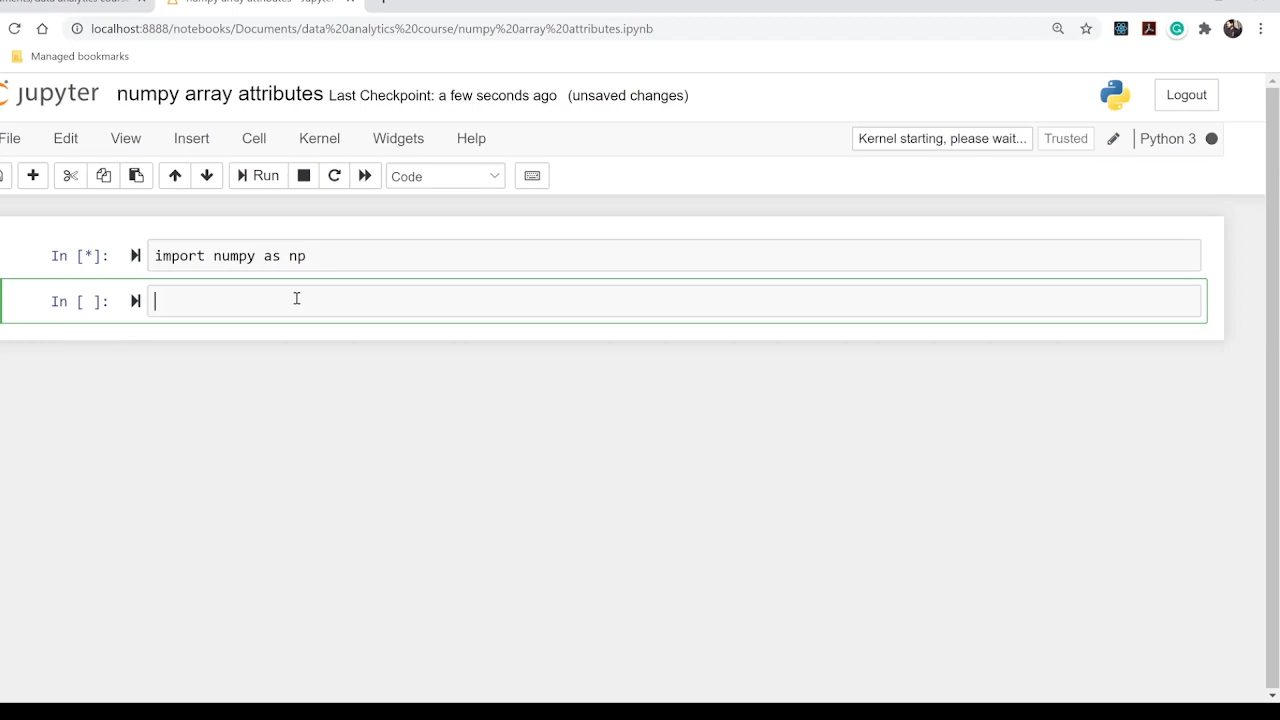 localhost:8888/notebooks/Documents/data%20analytics%20course/numpy%20array%20attributes.ipynb
Managed bookmarks
jupyter numpy array attributes Last Checkpoint: a few seconds ago (unsaved changes) Logout
File Edit View Insert Cell Kernel Widgets Help Kernel starting, please wait... Trusted Python 3
Run Code
In [*]: import numpy as np
In [ ]: